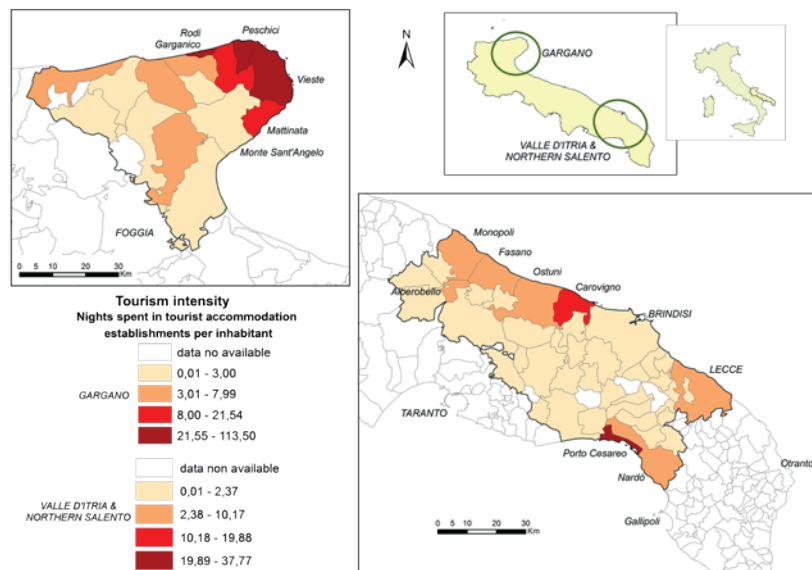 Peschici
Rodi
Garganico
Vieste
Mattinata
Monte Sant'Angelo
FOGGIA
0 5 10 20 30
Km
N
GARGANO
VALLE D'ITRIA &
NORTHERN SALENTO
Tourism intensity
Nights spent in tourist accommodation
establishments per inhabitant
data no available
0,01 - 3,00
3,01 - 7,99
8,00 - 21,54
21,55 - 113,50
GARGANO
data non available
0,01 - 2,37
2,38 - 10,17
10,18 - 19,88
19,89 - 37,77
VALLE D'ITRIA &
NORTHERN SALENTO
Monopoli
Fasano
Ostuni
Carovigno
Alberobello
BRINDISI
LECCE
TARANTO
Porto Cesareo
Nardò
Otranto
Gallipoli
0 5 10 20 30
Km